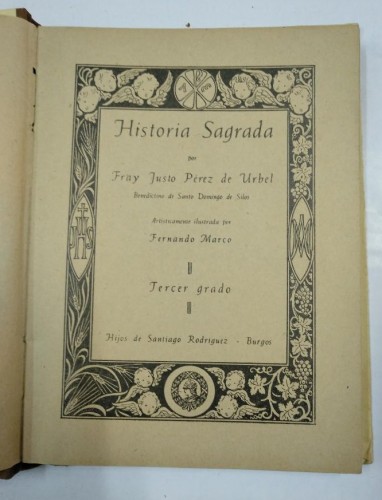 Historia Sagrada
por
Fray Justo Pérez de Urbel
Benedictino de Santo Domingo de Silos
Artísticamente ilustrada por
Fernando Marco
Tercer grado
Hijos de Santiago Rodríguez - Burgos
JHS